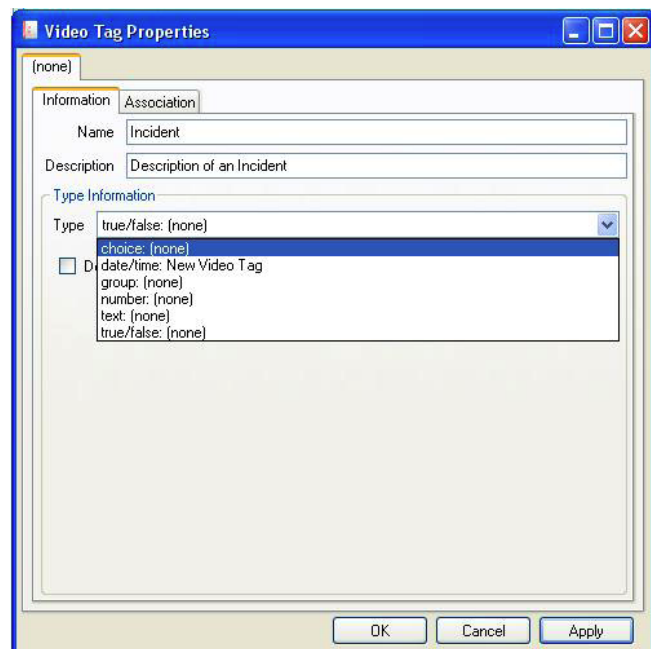 Video Tag Properties
(none)
Information Association
Name Incident
Description Description of an Incident
Type Information
Type true/false: (none)
choice: (none)
date/time: New Video Tag
group: (none)
number: (none)
text: (none)
true/false: (none)
OK Cancel Apply